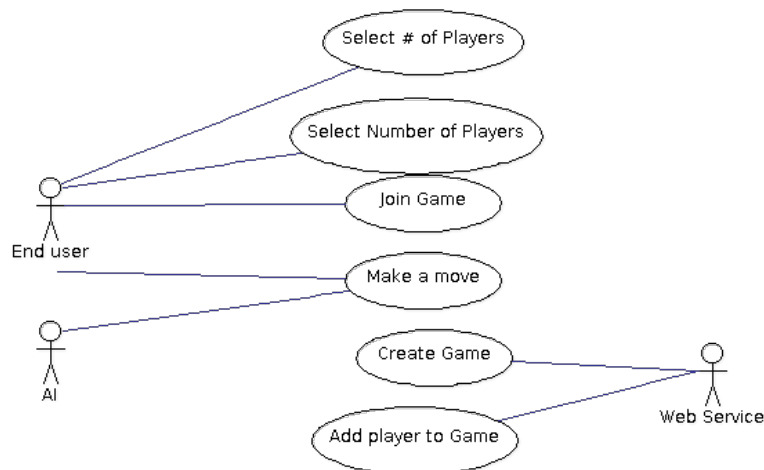 Select # of Players
Select Number of Players
Join Game
End user
Make a move
Create Game
AI
Web Service
Add player to Game